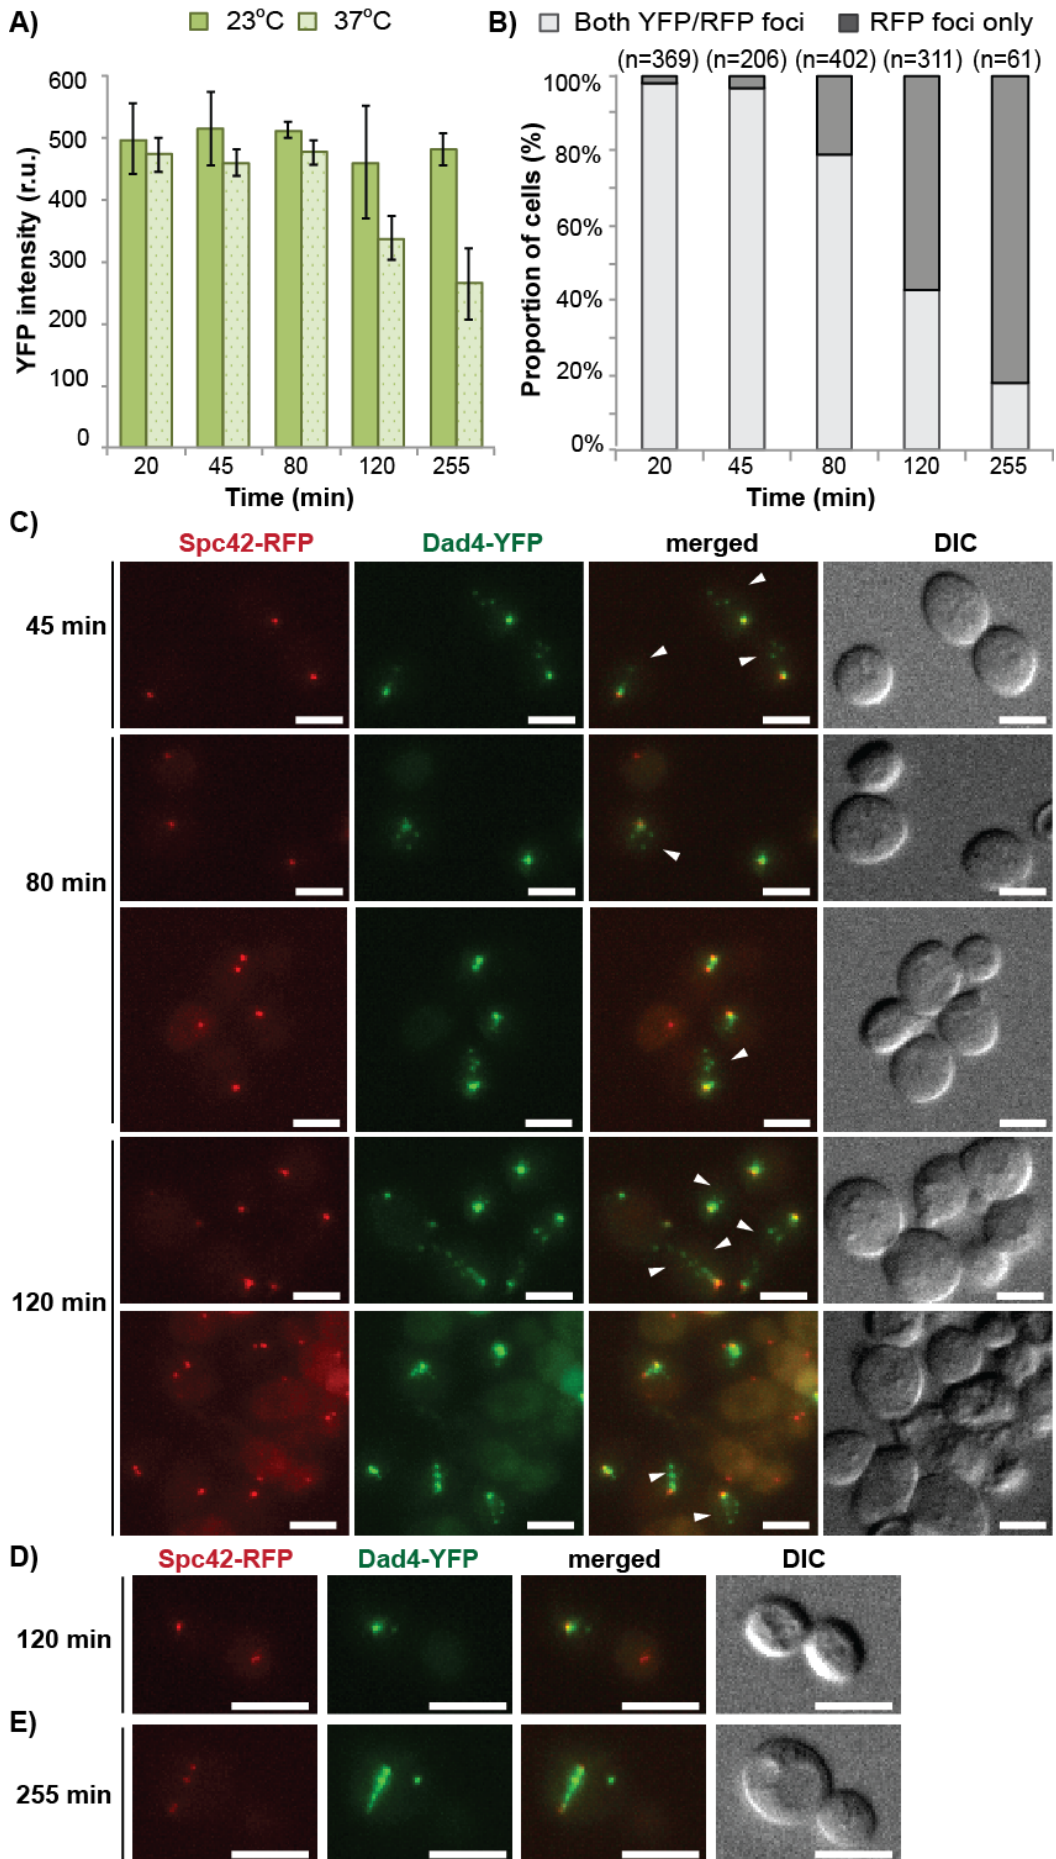 A)
23°C 37°C
YFP intensity (r.u.)
600
500
400
300
200
100
0
20 45 80 120 255
Time (min)
B)
Both YFP/RFP foci RFP foci only
(n=369) (n=206) (n=402) (n=311) (n=61)
Proportion of cells (%)
100%
80%
60%
40%
20%
0%
20 45 80 120 255
Time (min)
C)
Spc42-RFP Dad4-YFP merged DIC
45 min
80 min
120 min
D)
Spc42-RFP Dad4-YFP merged DIC
120 min
E)
255 min